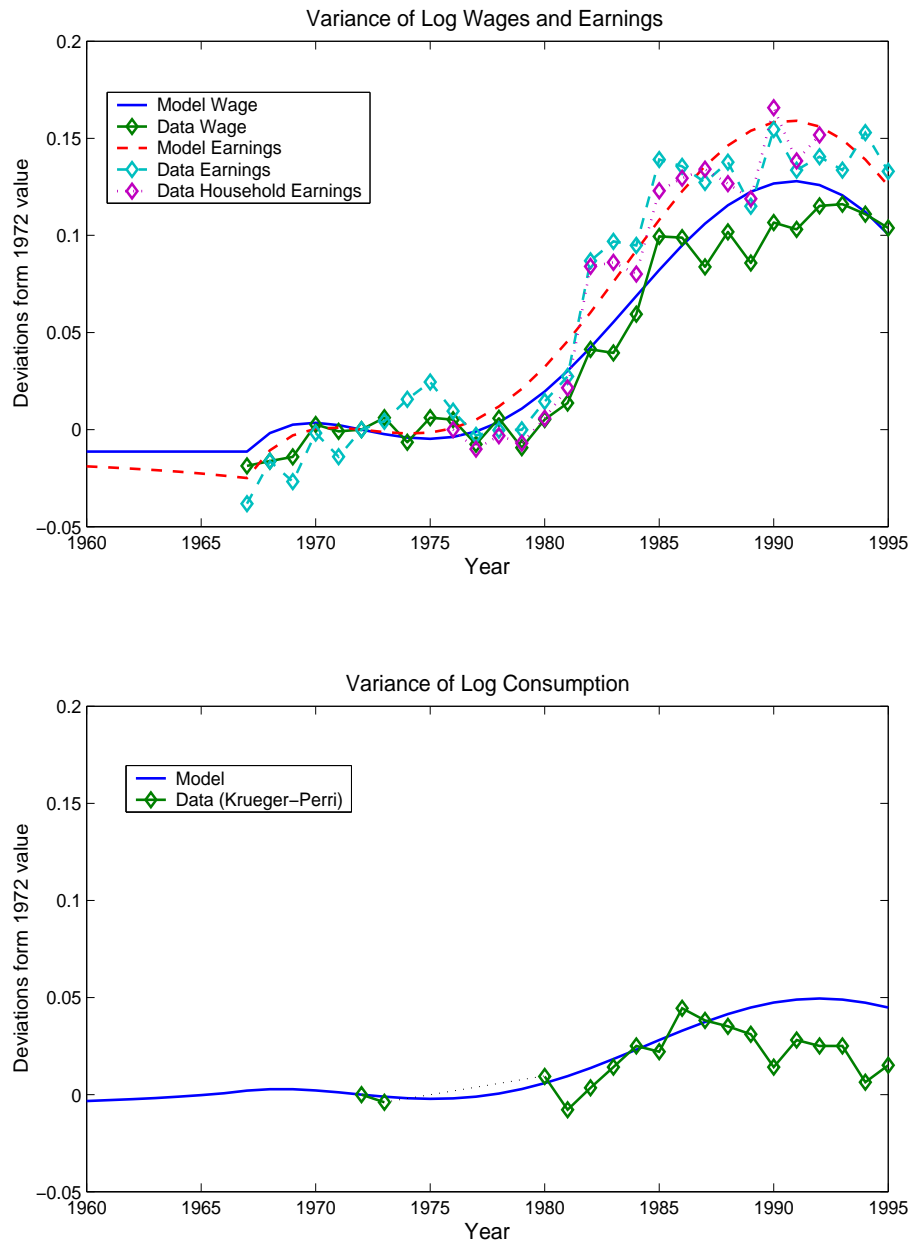 Variance of Log Wages and Earnings
0.2
0.15
0.1
0.05
0
−0.05
Deviations form 1972 value
Model Wage
Data Wage
Model Earnings
Data Earnings
Data Household Earnings
1960 1965 1970 1975 1980 1985 1990 1995
Year
Variance of Log Consumption
0.2
0.15
0.1
0.05
0
−0.05
Deviations form 1972 value
Model
Data (Krueger−Perri)
1960 1965 1970 1975 1980 1985 1990 1995
Year